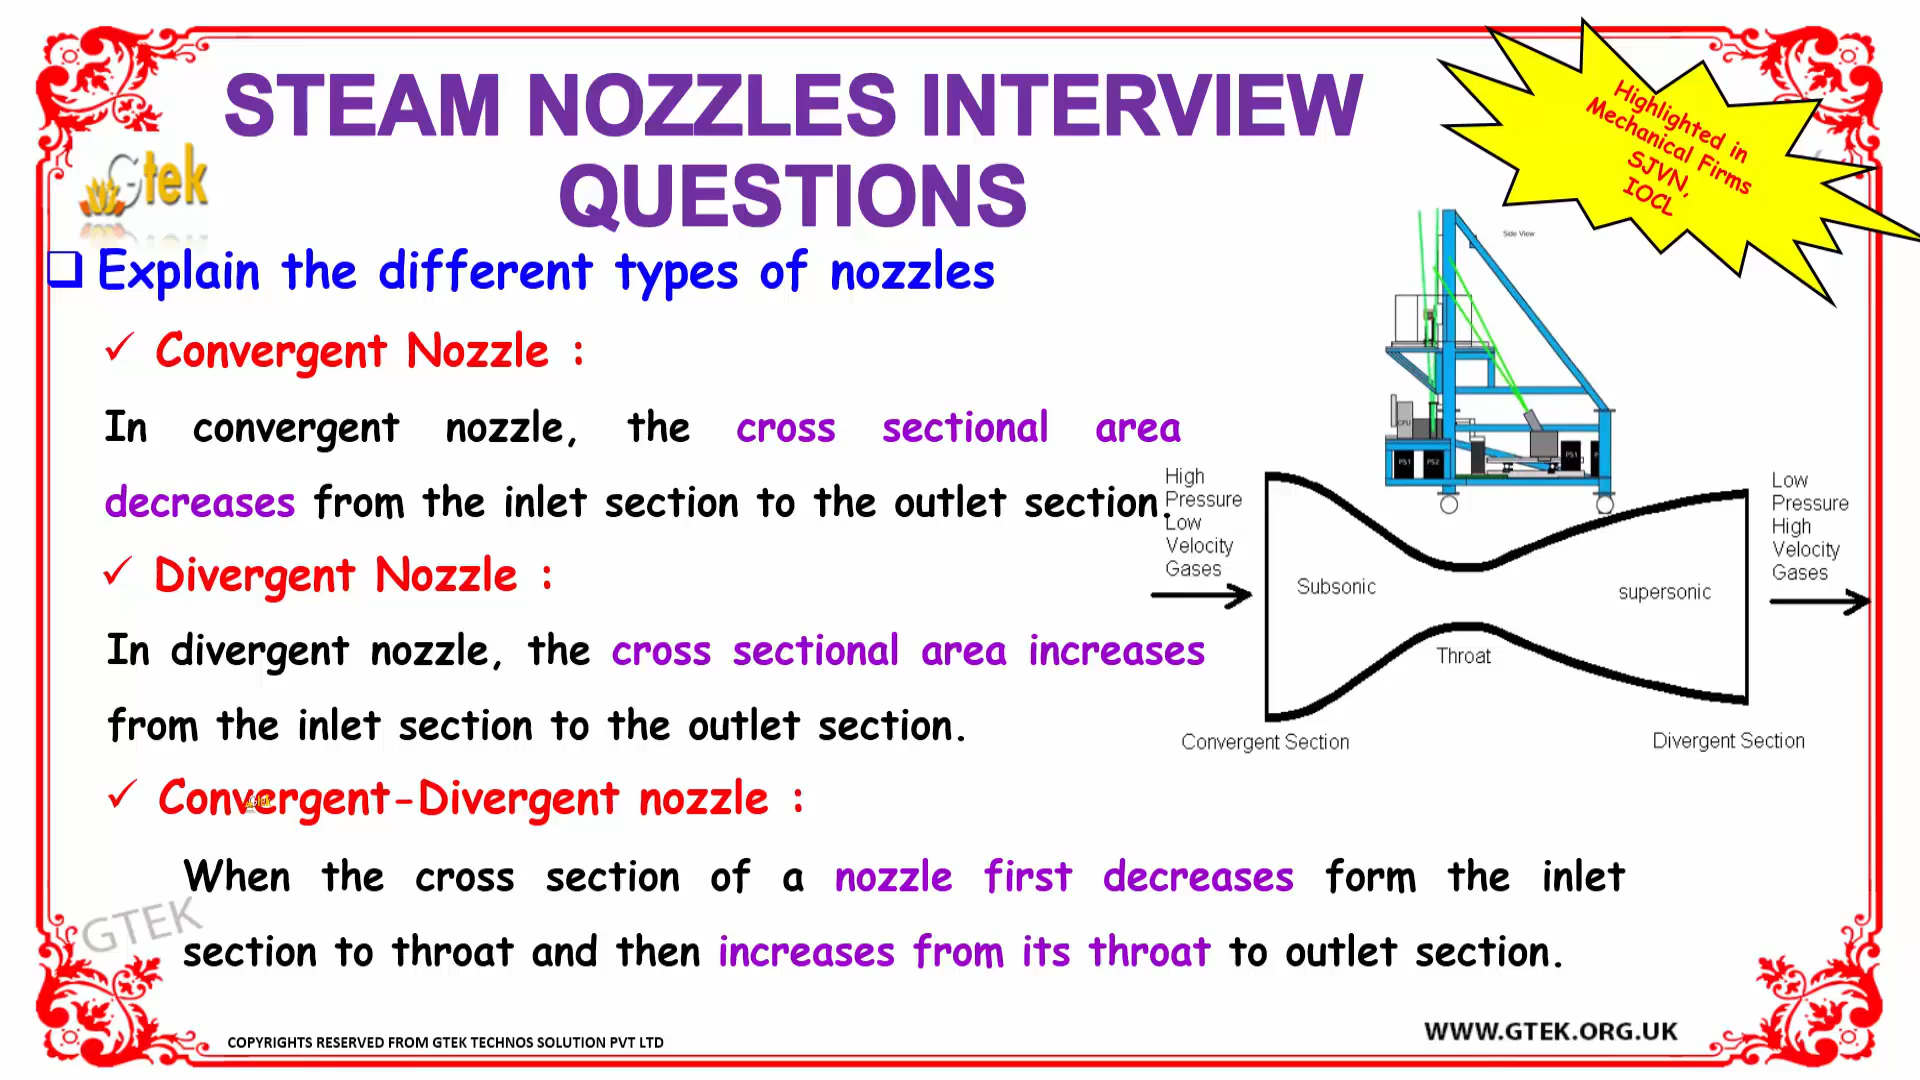 STEAM NOZZLES INTERVIEW
QUESTIONS
Highlighted in
Mechanical Firms
SJVN,
IOCL
Gtek
Explain the different types of nozzles
Side View
✓ Convergent Nozzle :
In convergent nozzle, the cross sectional area
decreases from the inlet section to the outlet section.
CPU
PS1
PS2
PS1
P
High
Pressure
Low
Velocity
Gases
Low
Pressure
High
Velocity
Gases
✓ Divergent Nozzle :
Subsonic
supersonic
In divergent nozzle, the cross sectional area increases
Throat
from the inlet section to the outlet section.
Convergent Section
Divergent Section
✓ Convergent-Divergent nozzle :
Gtek
When the cross section of a nozzle first decreases form the inlet
section to throat and then increases from its throat to outlet section.
GTEK
COPYRIGHTS RESERVED FROM GTEK TECHNOS SOLUTION PVT LTD
WWW.GTEK.ORG.UK